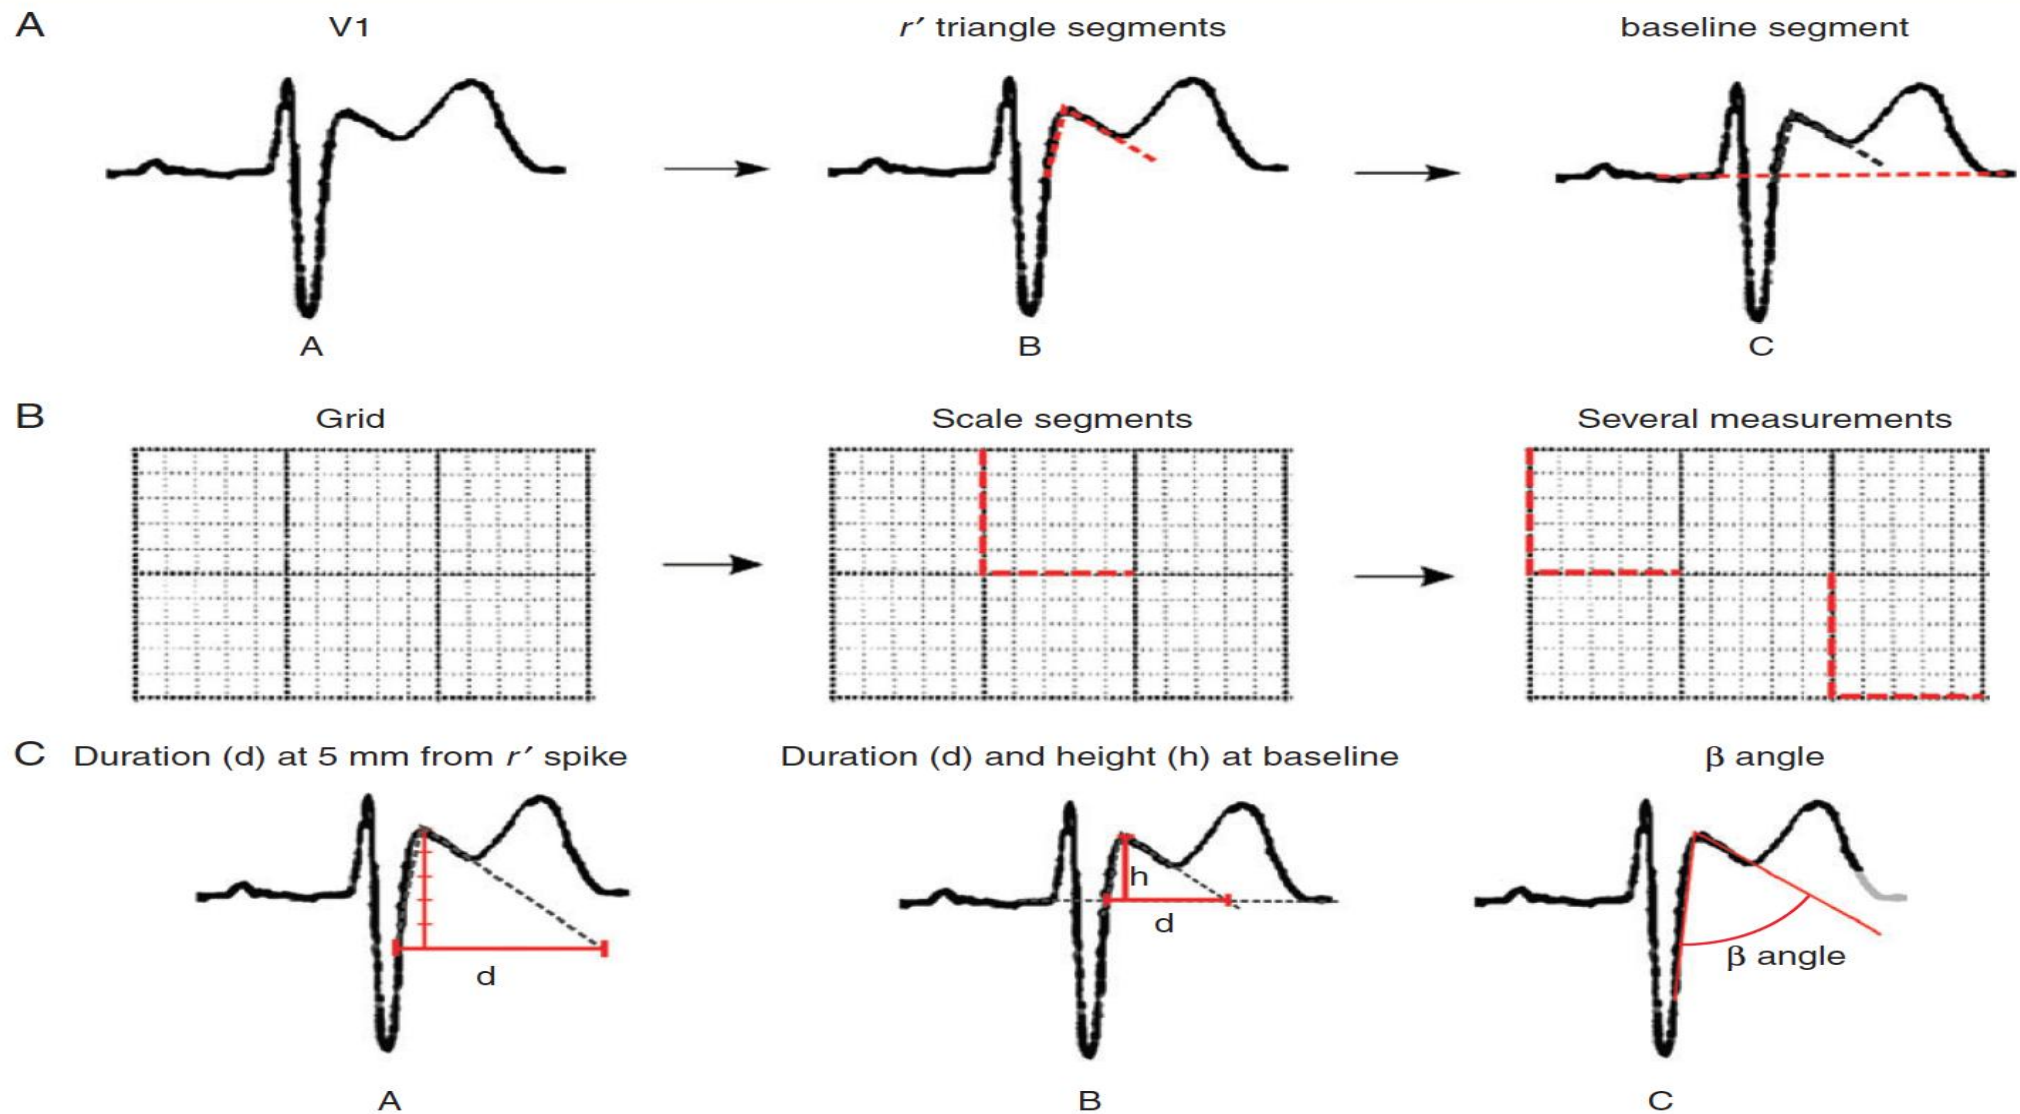 A
V1
r′ triangle segments
baseline segment
A
B
C
B
Grid
Scale segments
Several measurements
C
Duration (d) at 5 mm from r′ spike
Duration (d) and height (h) at baseline
β angle
d
h
d
β angle
A
B
C